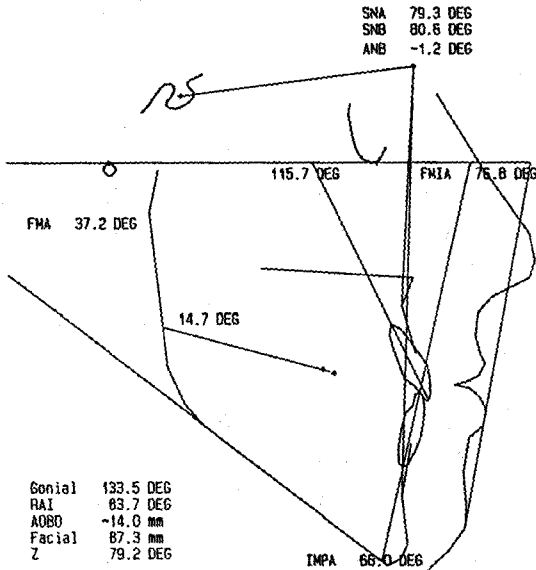 SNA 79.3 DEG
SNB 80.6 DEG
ANB -1.2 DEG
115.7 DEG
FMIA 76.8 DEG
FMA 37.2 DEG
14.7 DEG
Gonial 133.5 DEG
RAI 83.7 DEG
AOBO -14.0 mm
Facial 87.3 mm
Z 79.2 DEG
IMPA 66.0 DEG